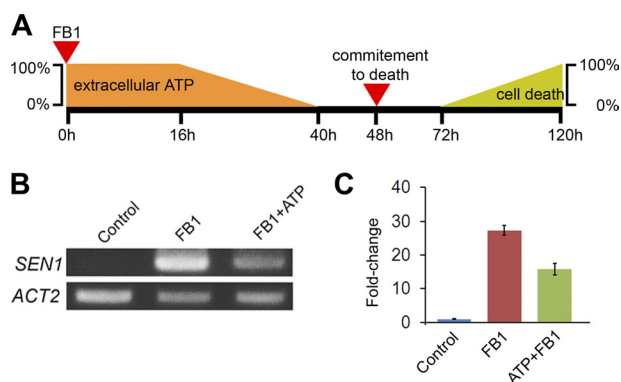 A
FB1
100%
0%
extracellular ATP
commitement
to death
cell death
100%
0%
0h
16h
40h
48h
72h
120h
B
Control
FB1
FB1+ATP
SEN1
ACT2
C
Fold-change
40
30
20
10
0
Control
FB1
ATP+FB1